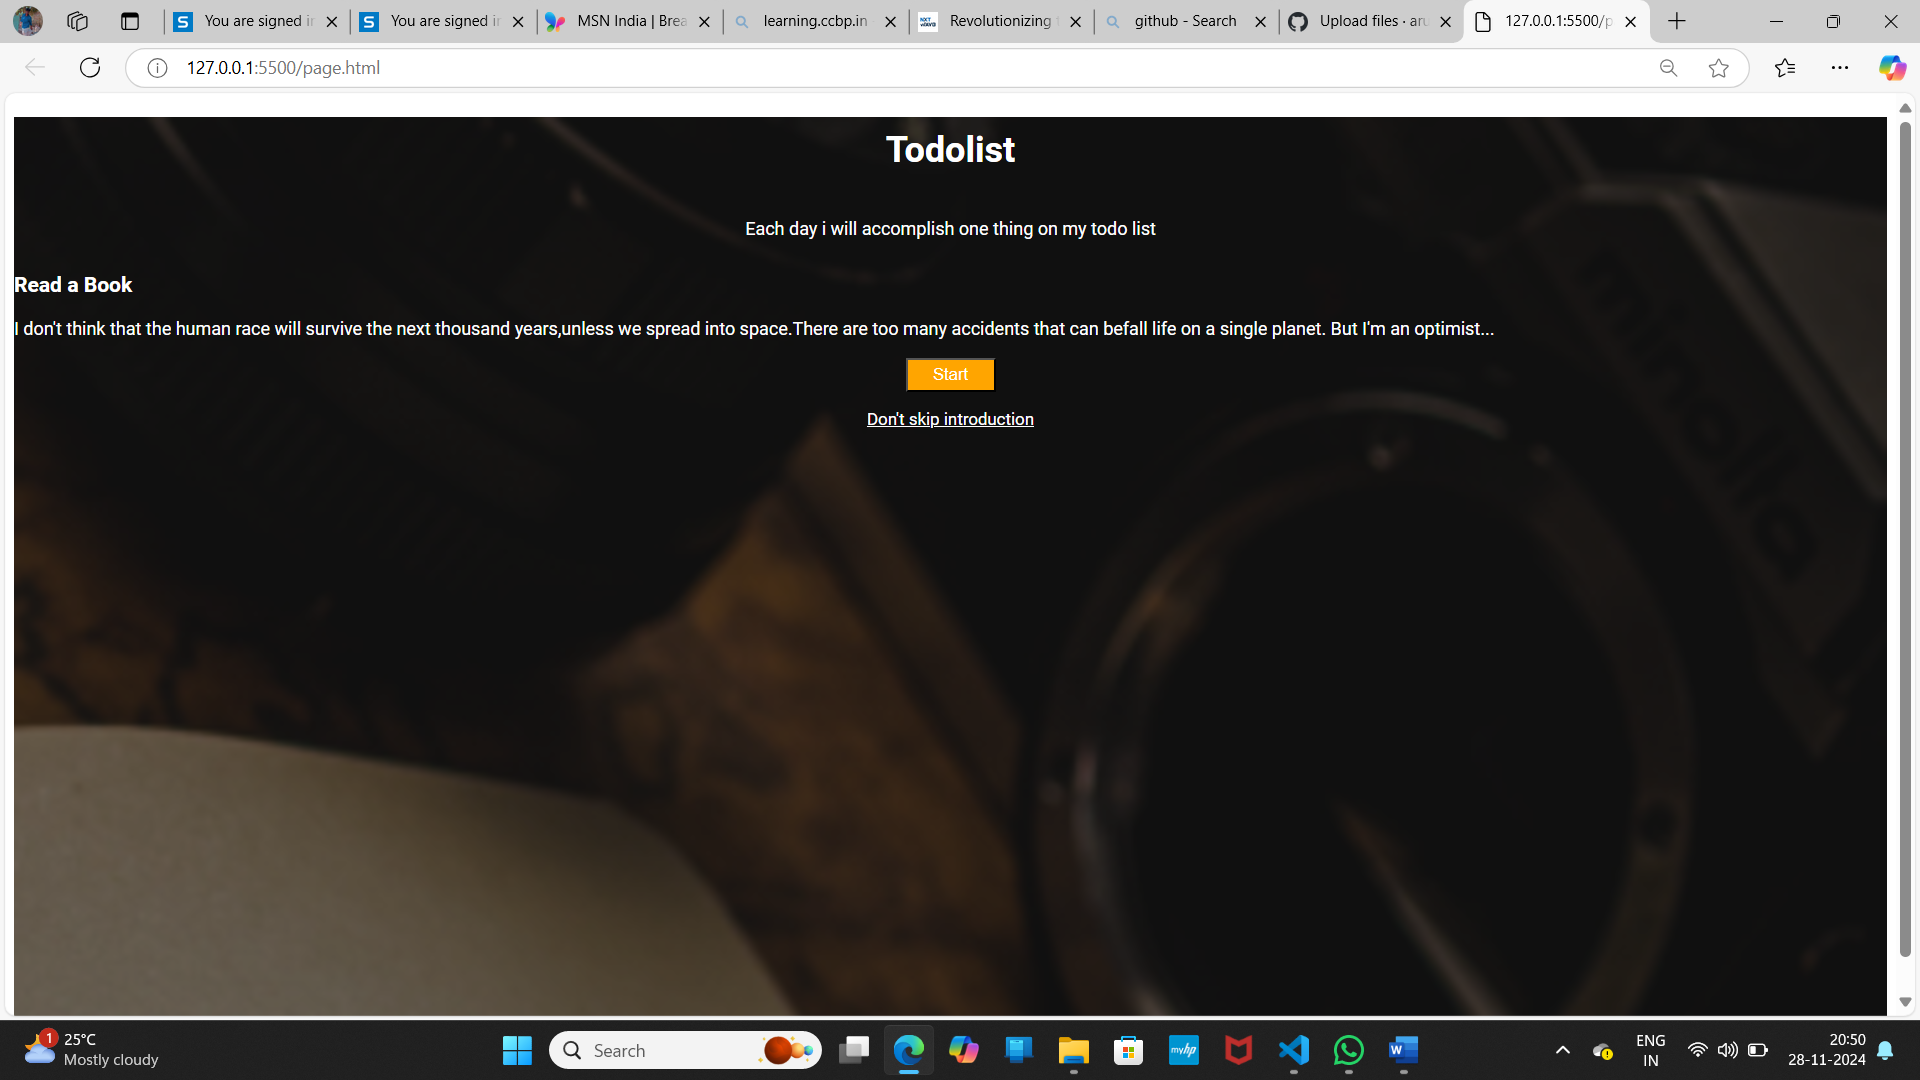 You are signed in
You are signed in
MSN India | Brea
learning.ccbp.in
Revolutionizing
github - Search
Upload files · aru
127.0.0.1:5500/p
127.0.0.1:5500/page.html
Todolist
Each day i will accomplish one thing on my todo list
Read a Book
I don't think that the human race will survive the next thousand years,unless we spread into space.There are too many accidents that can befall life on a single planet. But I'm an optimist...
Start
Don't skip introduction
1
25°C
Mostly cloudy
Search
myhp
W
ENG
IN
20:50
28-11-2024